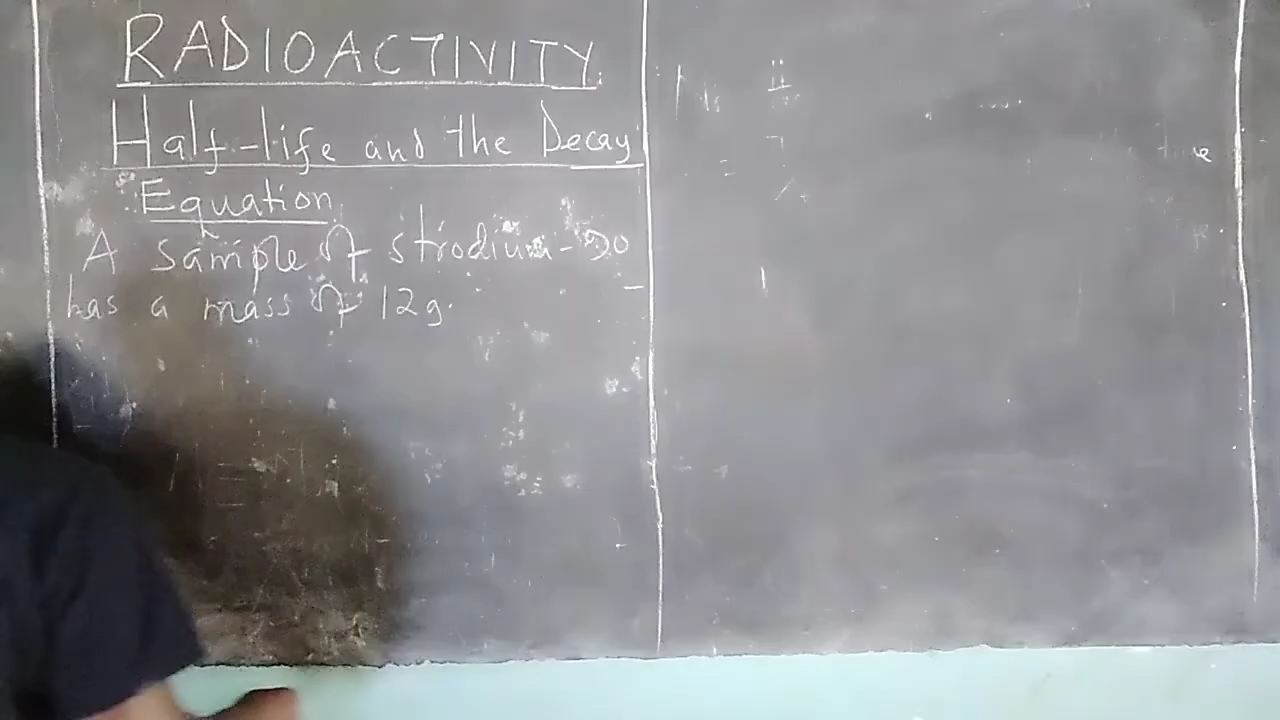 RADIOACTIVITY
Half-life and the Decay
Equation
A sample of strodium-90
has a mass of 12g.